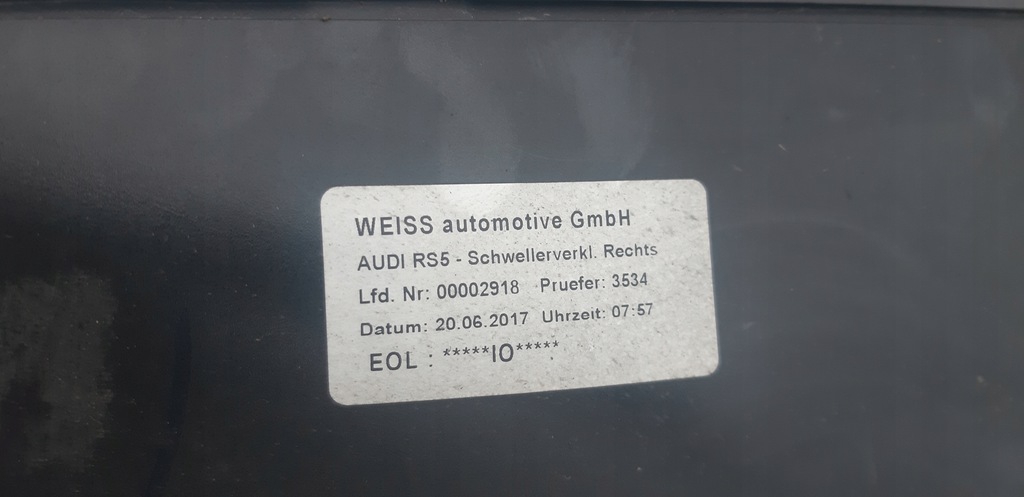 WEISS automotive GmbH
AUDI RS5 - Schwellerverkl. Rechts
Lfd. Nr: 00002918 Pruefer: 3534
Datum: 20.06.2017 Uhrzeit: 07:57
EOL : *****IO*****